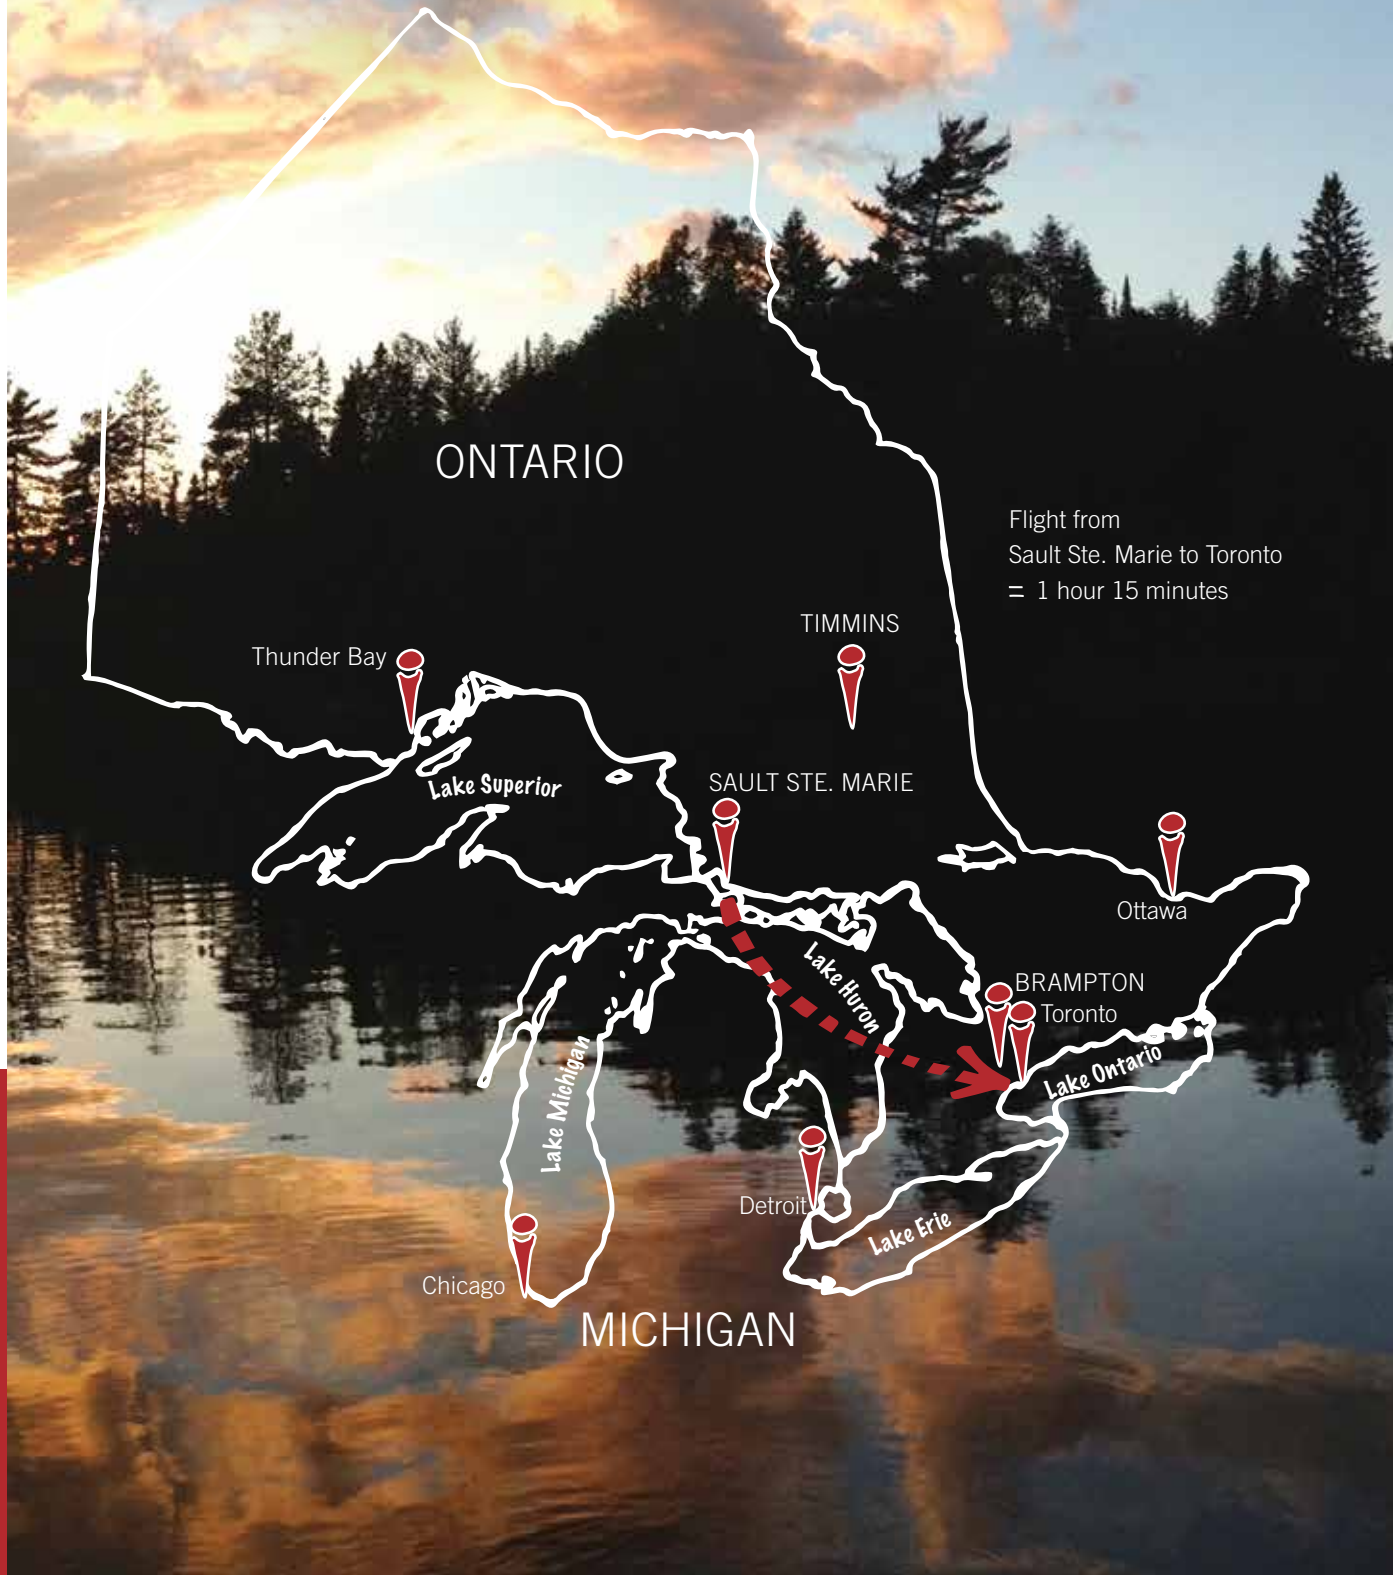 ONTARIO
Flight from
Sault Ste. Marie to Toronto
= 1 hour 15 minutes
TIMMINS
Thunder Bay
Lake Superior
SAULT STE. MARIE
Ottawa
Lake Huron
BRAMPTON
Toronto
Lake Ontario
Lake Michigan
Detroit
Lake Erie
Chicago
MICHIGAN